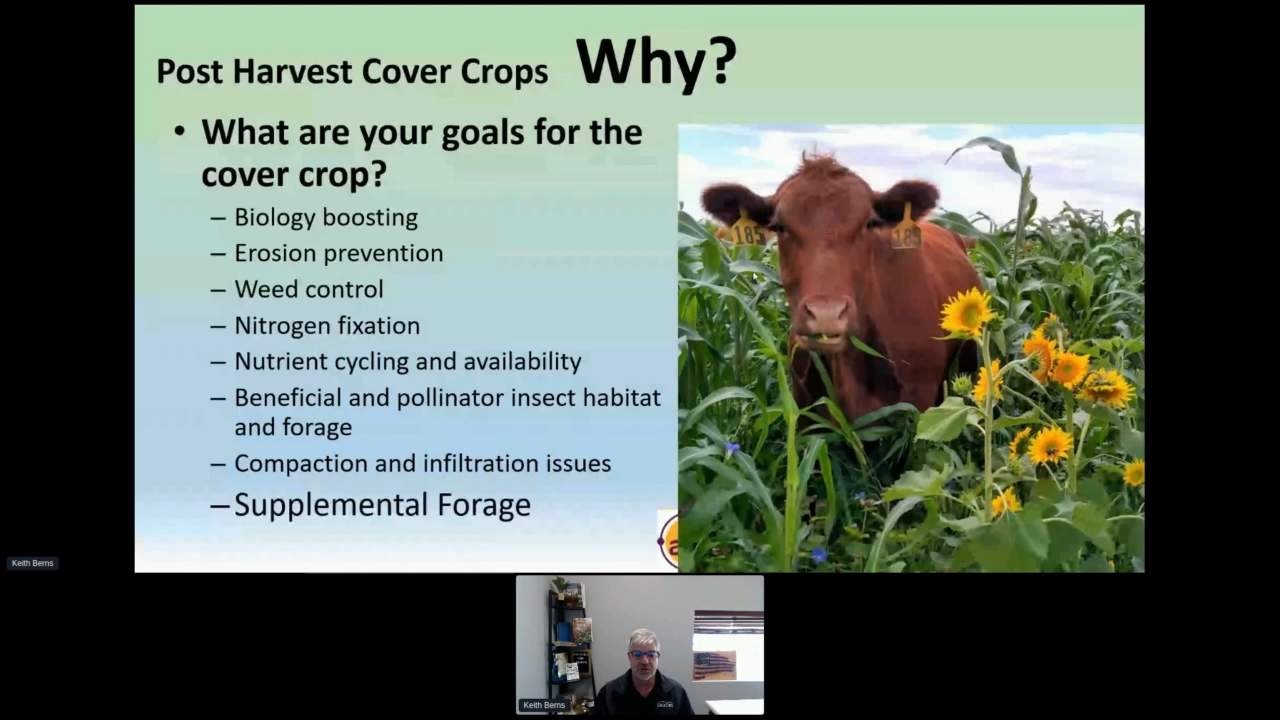 Post Harvest Cover Crops Why?
• What are your goals for the
cover crop?
– Biology boosting
– Erosion prevention
– Weed control
– Nitrogen fixation
– Nutrient cycling and availability
– Beneficial and pollinator insect habitat
and forage
– Compaction and infiltration issues
– Supplemental Forage
185
185
Keith Berns
Keith Berns